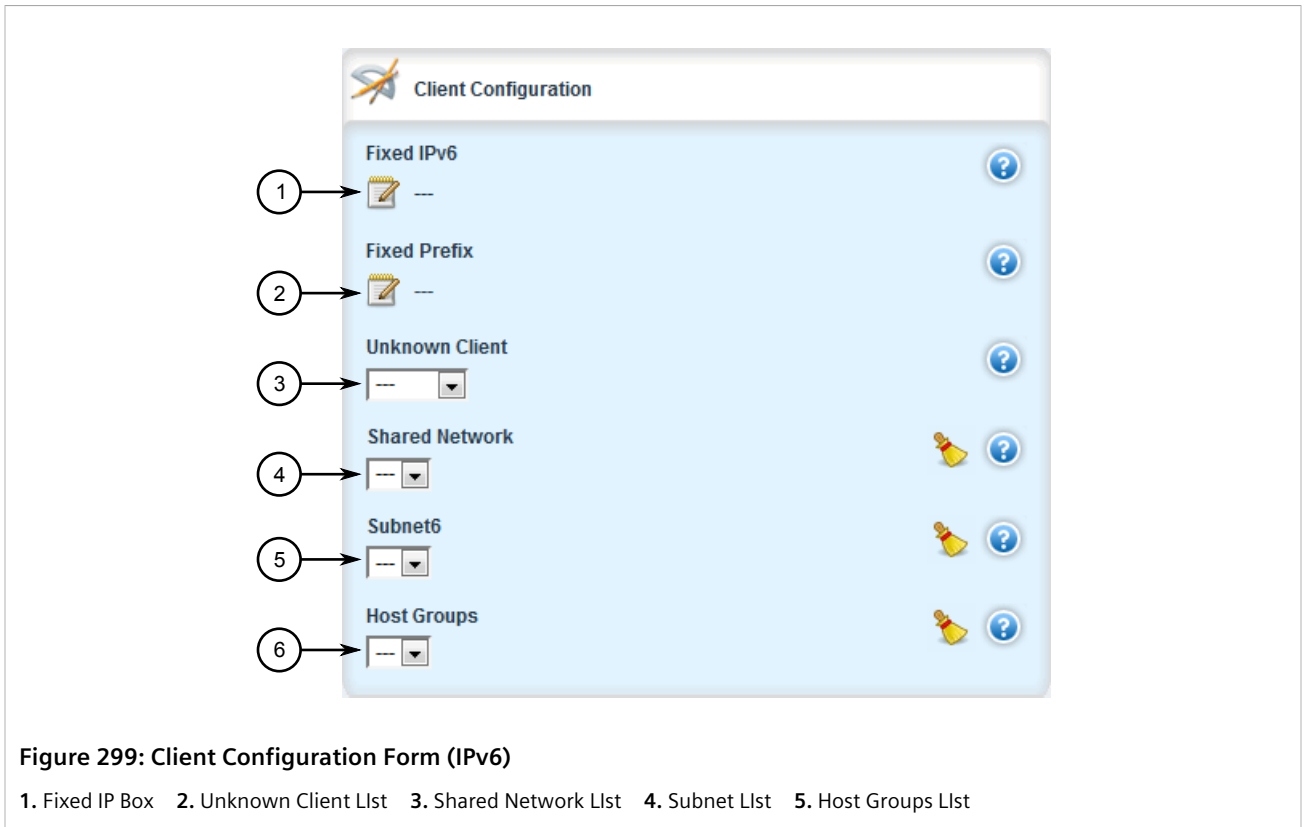 Client Configuration
Fixed IPv6
1
---
Fixed Prefix
2
---
Unknown Client
3
---
Shared Network
4
---
Subnet6
5
---
Host Groups
6
---
Figure 299: Client Configuration Form (IPv6)
1. Fixed IP Box 2. Unknown Client LIst 3. Shared Network LIst 4. Subnet LIst 5. Host Groups LIst